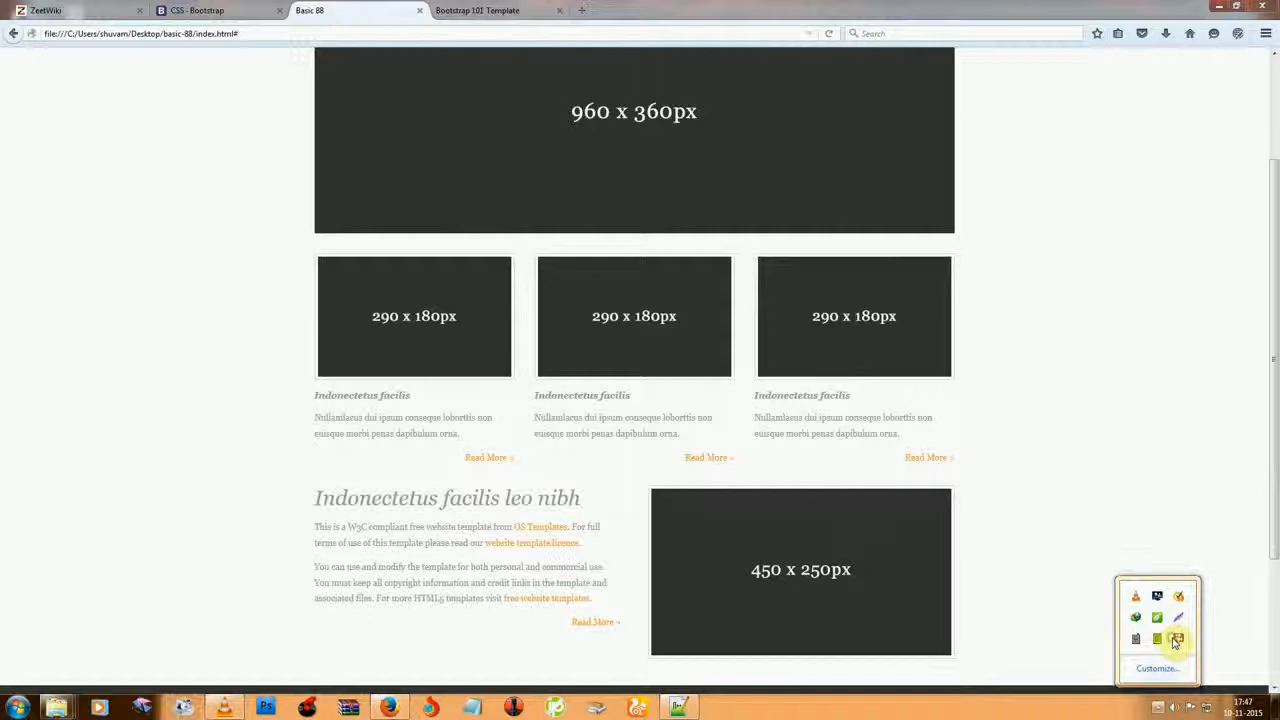 ZeetWiki
CSS - Bootstrap
Basic 88
Bootstrap 101 Template
file:///C:/Users/shuvam/Desktop/basic-88/index.html#
Search
960 x 360px
290 x 180px
290 x 180px
290 x 180px
Indonectetus facilis
Indonectetus facilis
Indonectetus facilis
Nullamlacus dui ipsum conseque loborttis non
euisque morbi penas dapibulum orna.
Nullamlacus dui ipsum conseque loborttis non
euisque morbi penas dapibulum orna.
Nullamlacus dui ipsum conseque loborttis non
euisque morbi penas dapibulum orna.
Read More »
Read More »
Read More »
Indonectetus facilis leo nibh
This is a W3C compliant free website template from OS Templates. For full
terms of use of this template please read our website template licence.
You can use and modify the template for both personal and commercial use.
You must keep all copyright information and credit links in the template and
associated files. For more HTML5 templates visit free website templates.
Read More »
450 x 250px
Customize...
Ps
17:47
10-11-2015